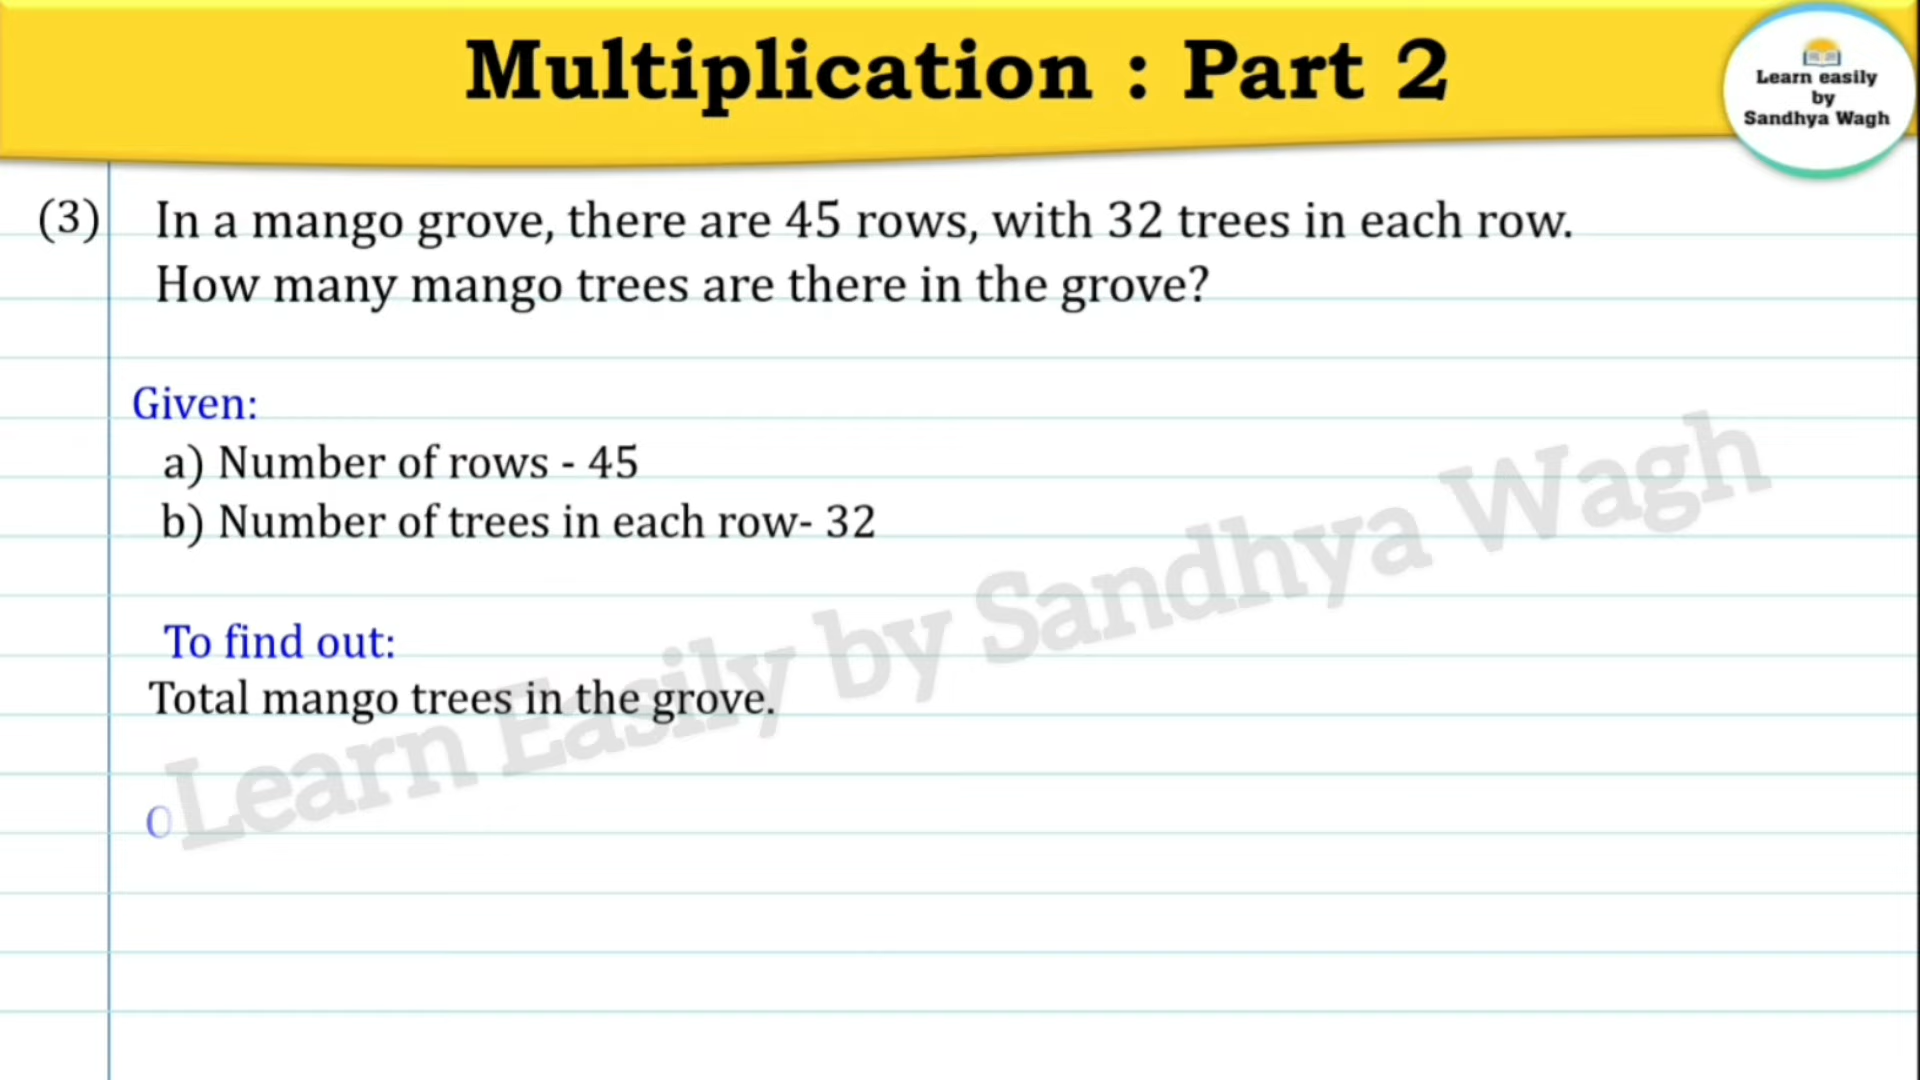 Multiplication : Part 2
Learn easily
by
Sandhya Wagh
(3) In a mango grove, there are 45 rows, with 32 trees in each row.
How many mango trees are there in the grove?
Given:
a) Number of rows - 45
b) Number of trees in each row- 32
To find out:
Total mango trees in the grove.
O
Learn Easily by Sandhya Wagh